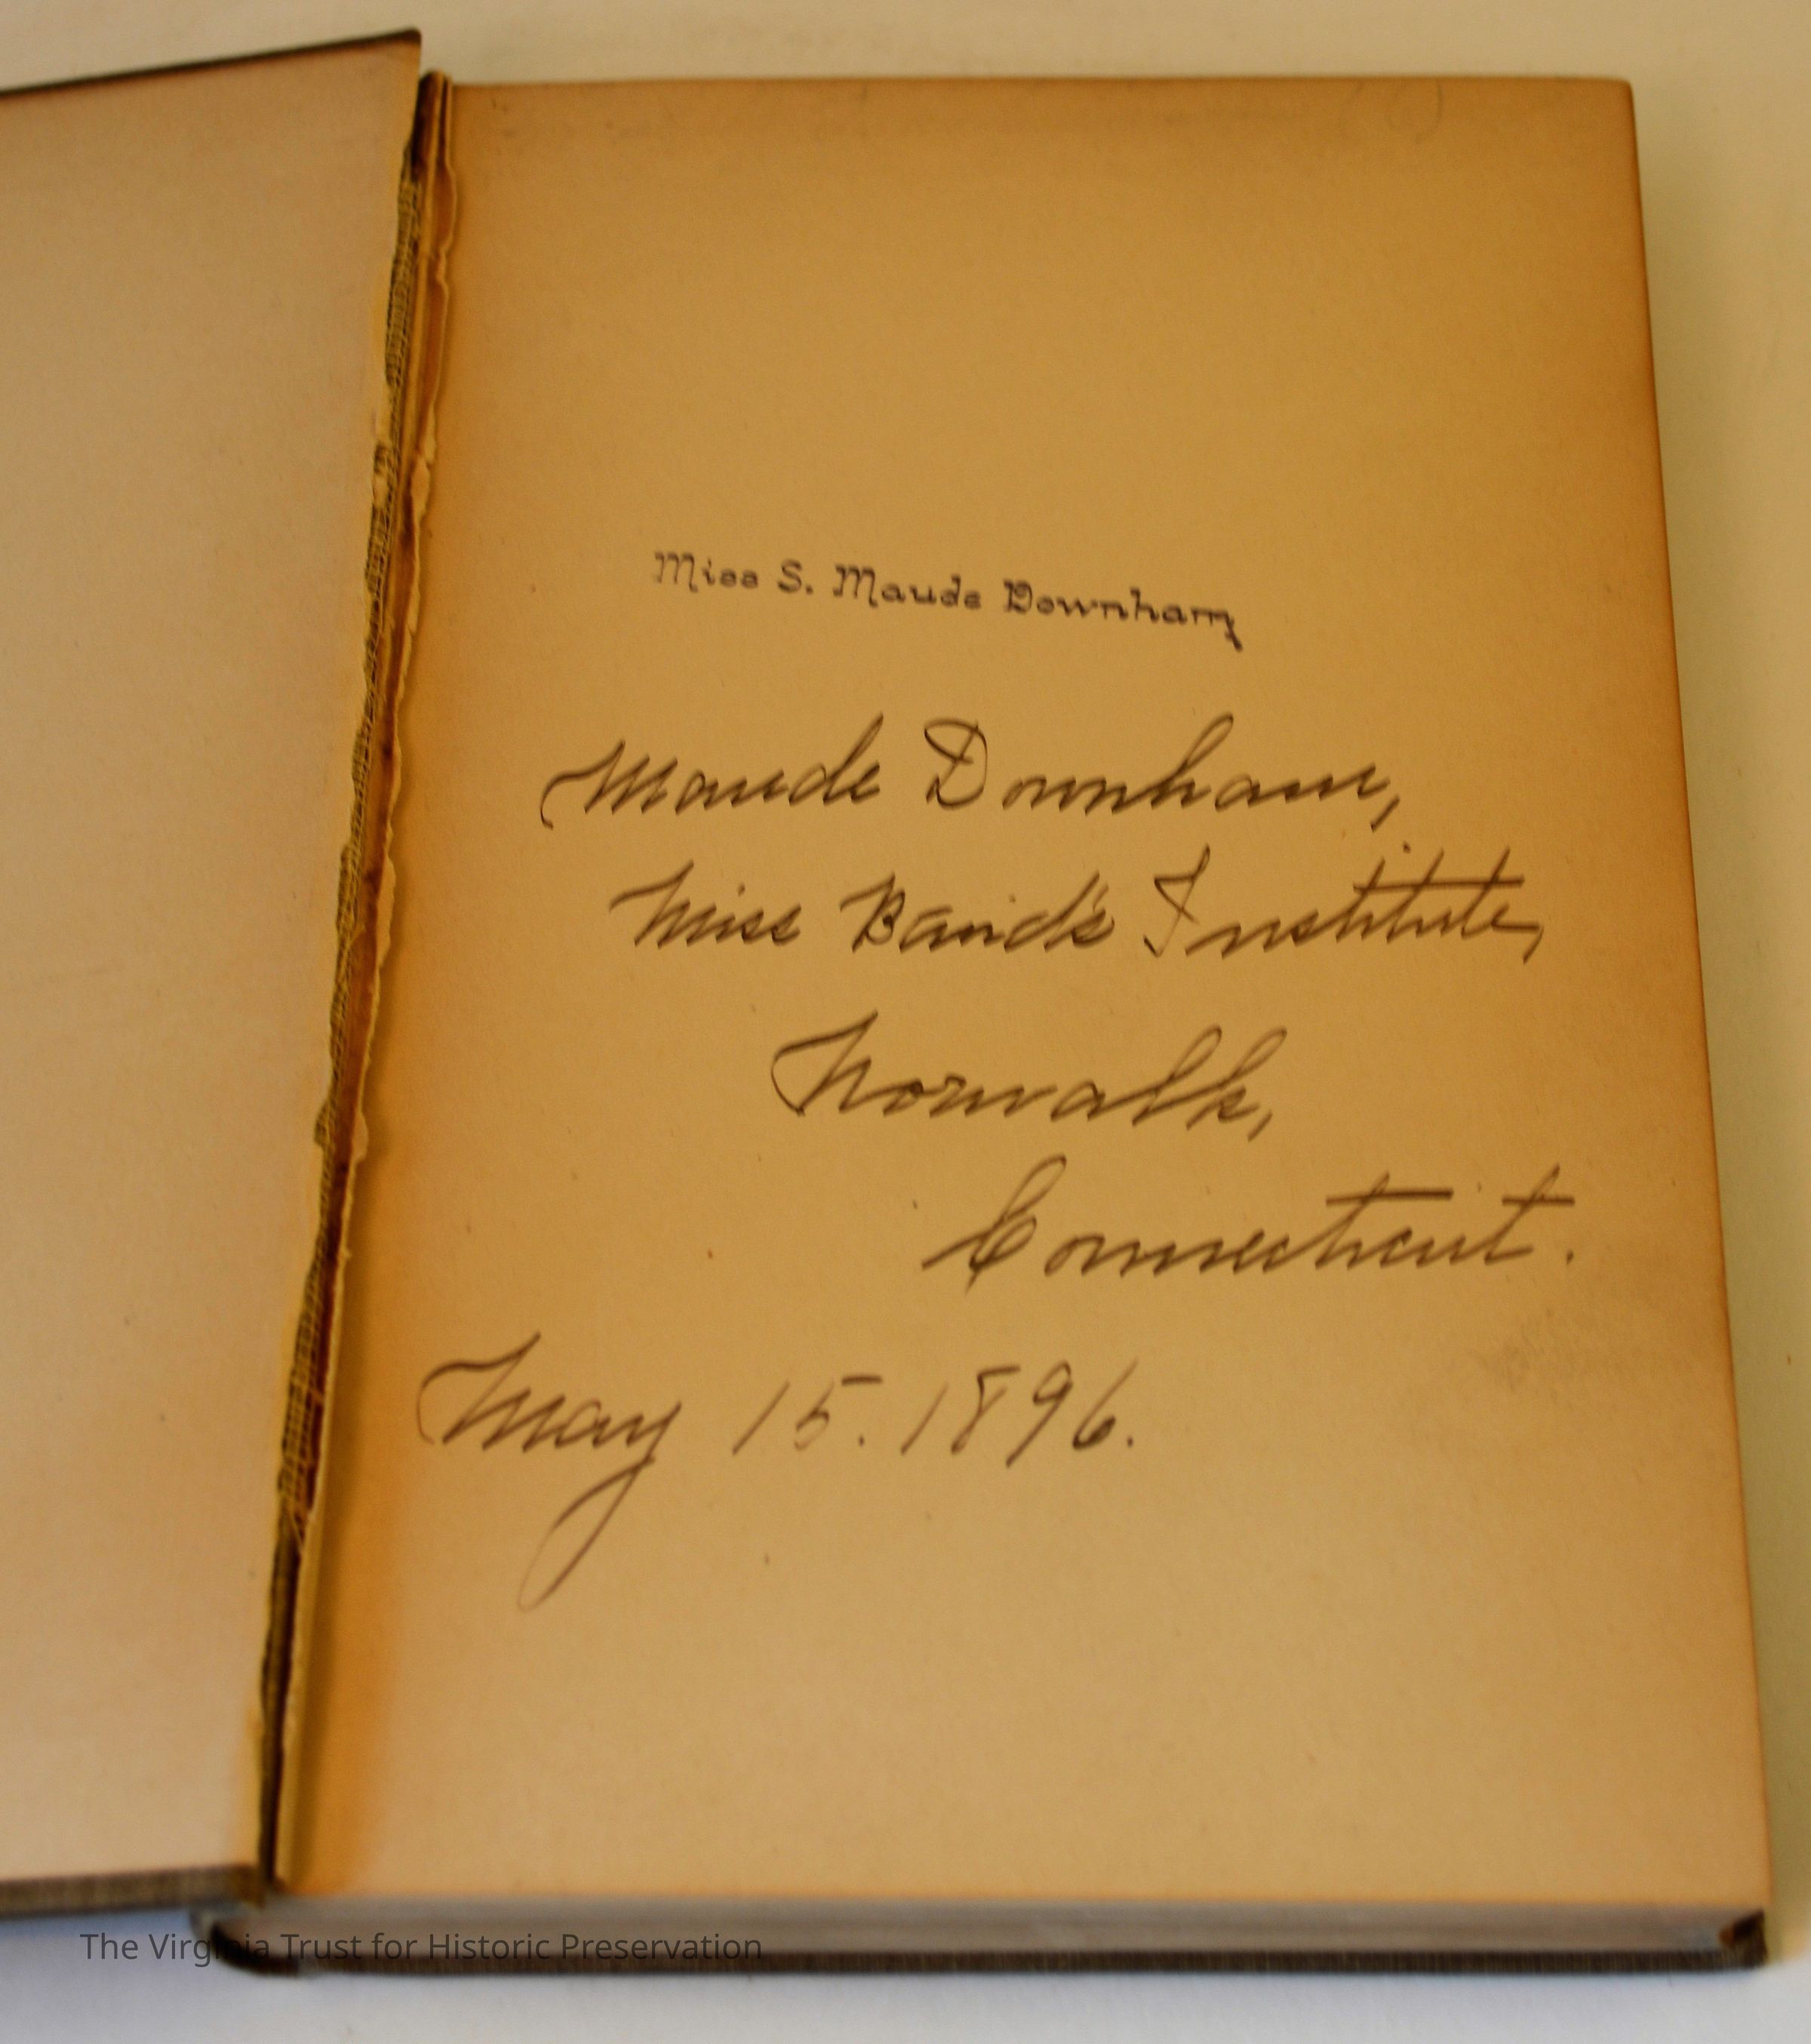 Miss S. Maude Downham
Maude Downham,
Miss Baird's Institute,
Norwalk,
Connecticut.
May 15. 1896.
The Virginia Trust for Historic Preservation